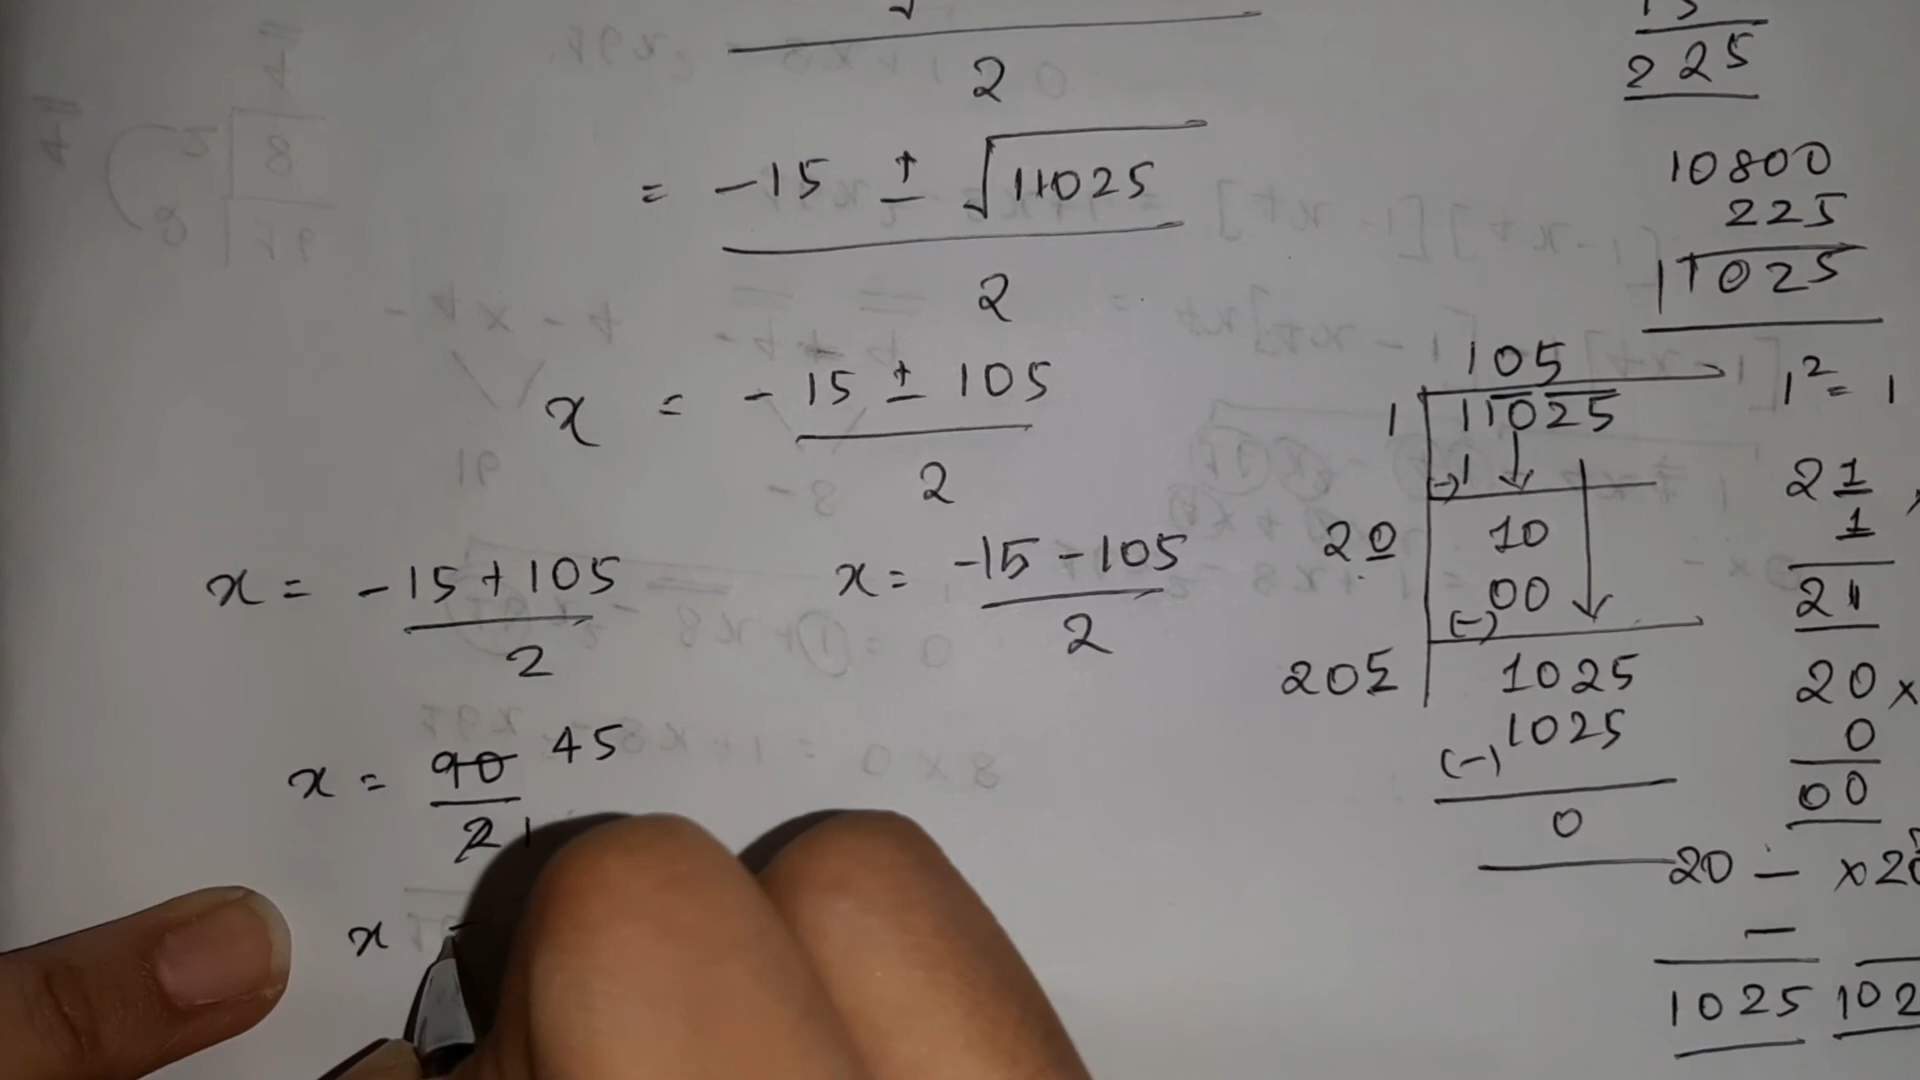 2
= -15 ± √11025
2
x = -15 ± 105
2
x = -15 + 105
2
x = -15 - 105
2
x = 90 45
2 1
x
225
10800
225
11025
105
1 11025
(-) 1
20 10
(-) 00
205 1025
(-) 1025
0
1² = 1
21
1
21
20 x
0
00
20 _ x 20
_
1025 102